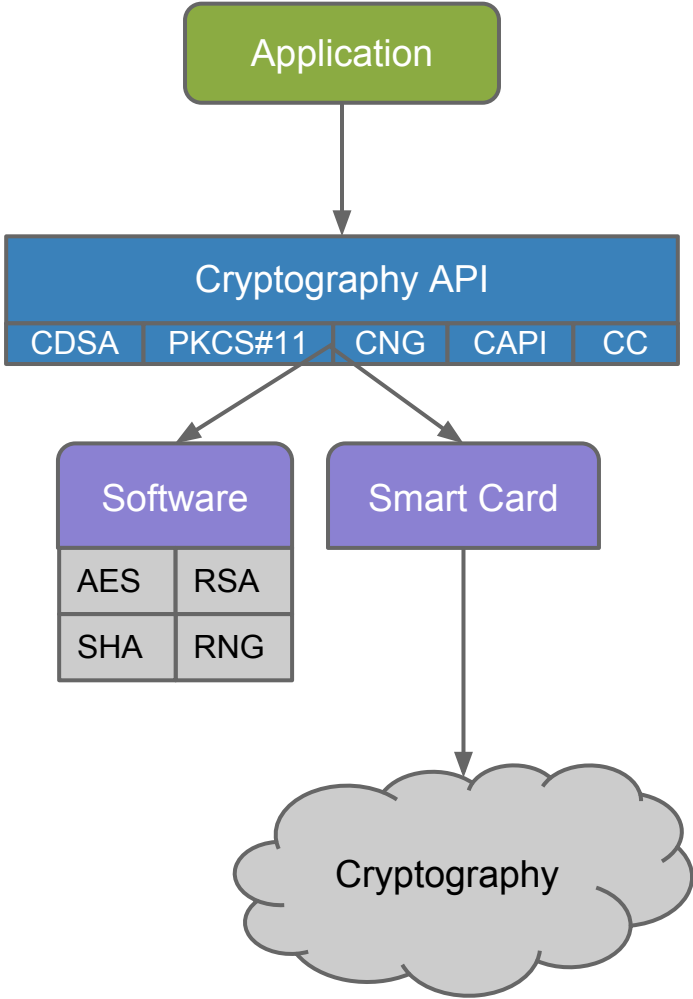 Application
Cryptography API
CDSA PKCS#11 CNG CAPI CC
Software Smart Card
AES RSA
SHA RNG
Cryptography